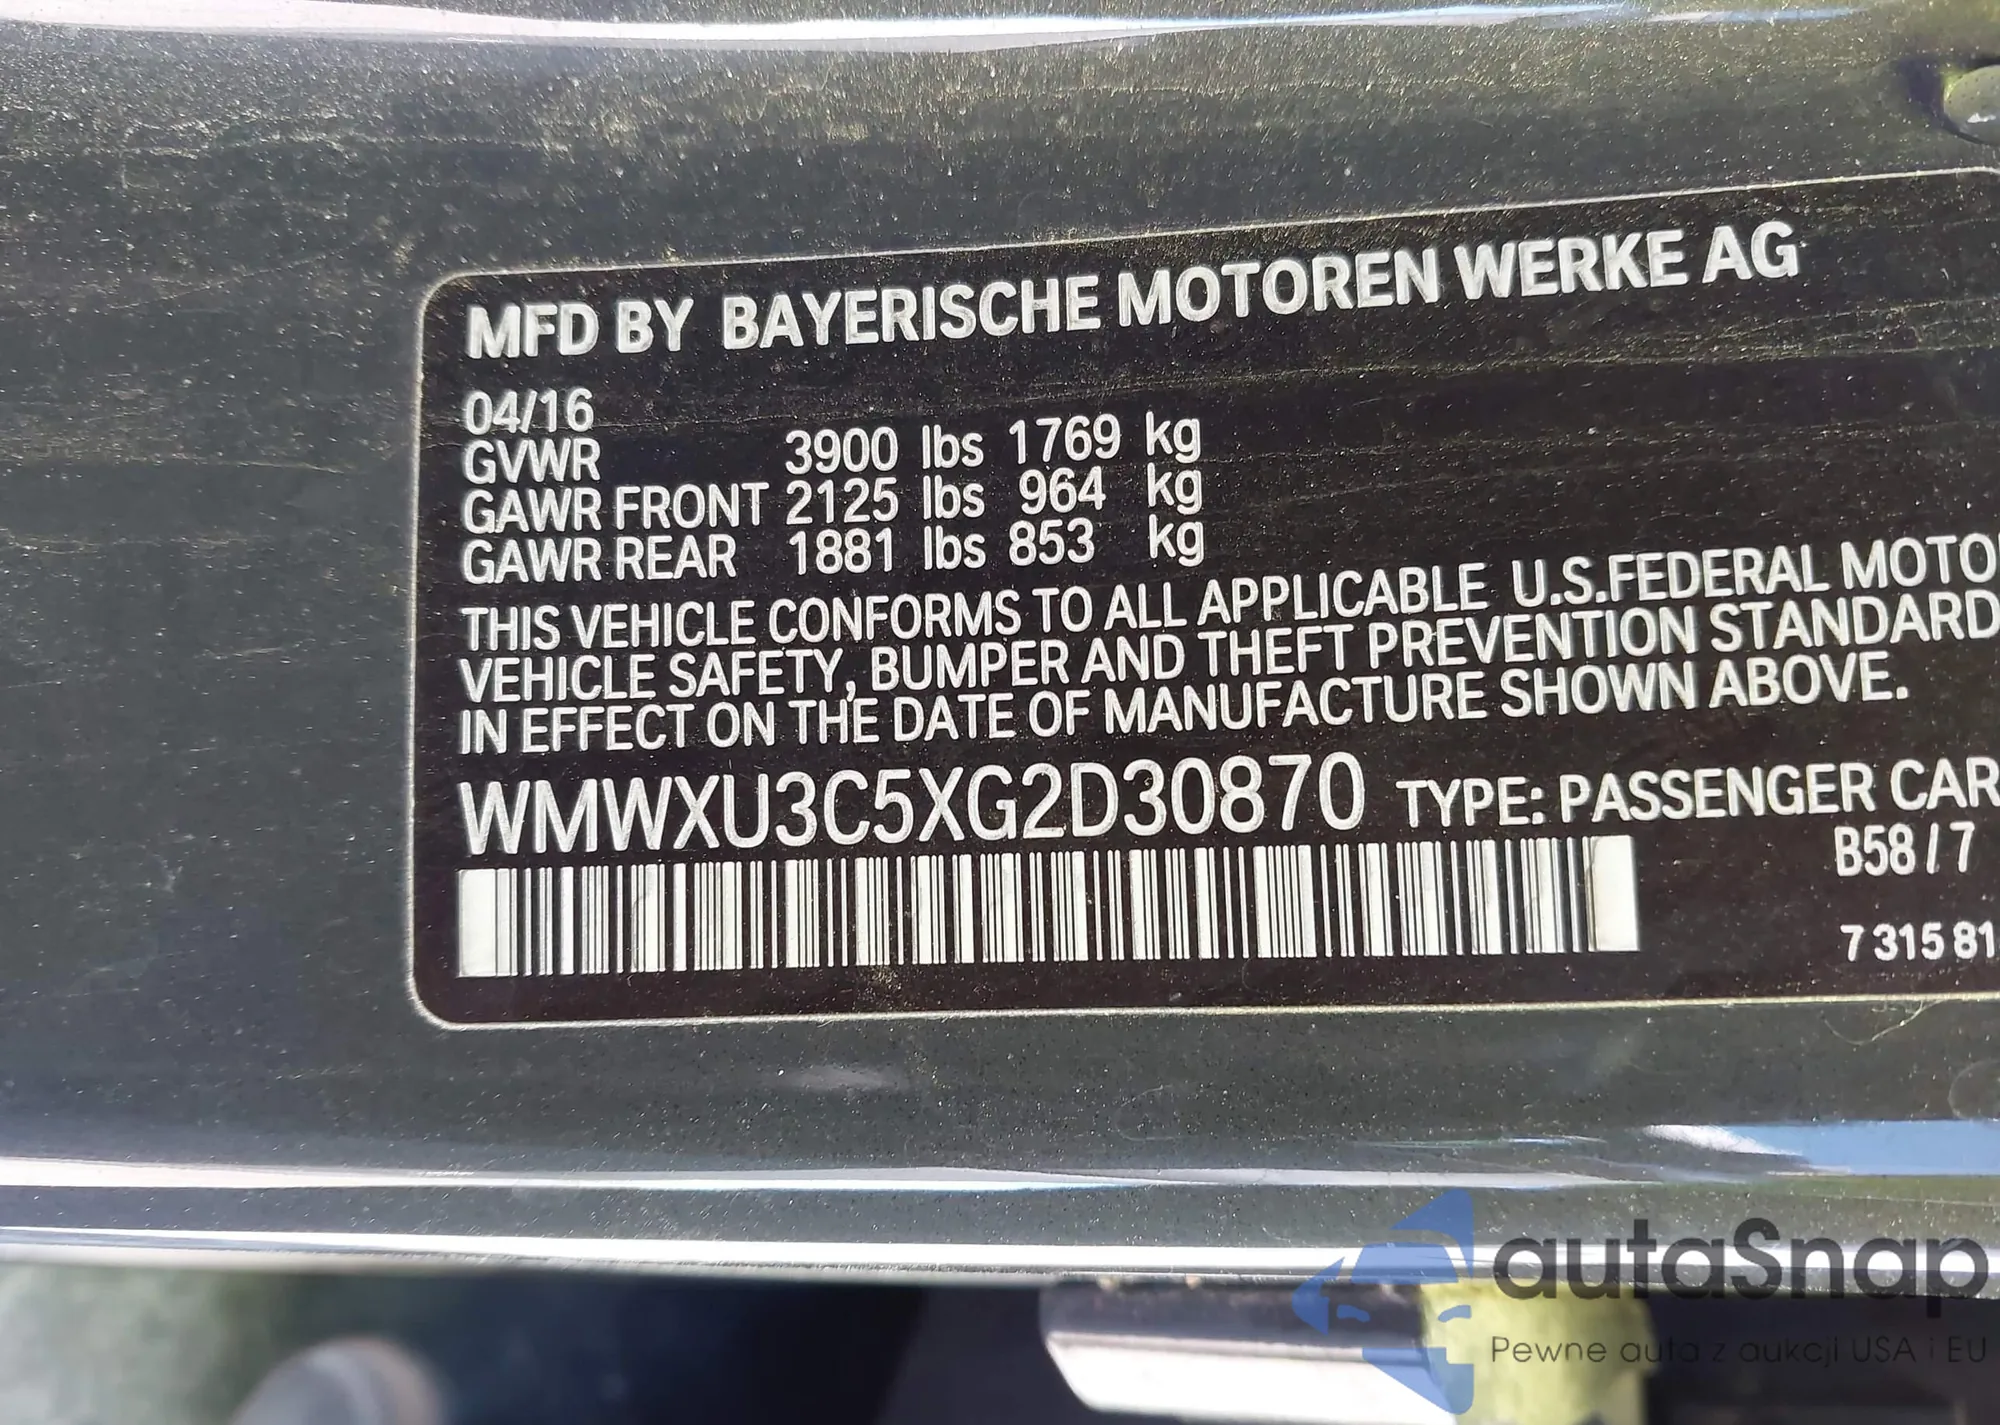 MFD BY BAYERISCHE MOTOREN WERKE AG
04/16
GVWR 3900 lbs 1769 kg
GAWR FRONT 2125 lbs 964 kg
GAWR REAR 1881 lbs 853 kg
THIS VEHICLE CONFORMS TO ALL APPLICABLE U.S.FEDERAL MOTO
VEHICLE SAFETY, BUMPER AND THEFT PREVENTION STANDARD
IN EFFECT ON THE DATE OF MANUFACTURE SHOWN ABOVE.
WMWXU3C5XG2D30870 TYPE: PASSENGER CAR
B58 / 7
7 315 81
autaSnap
Pewne auta z aukcji USA i EU